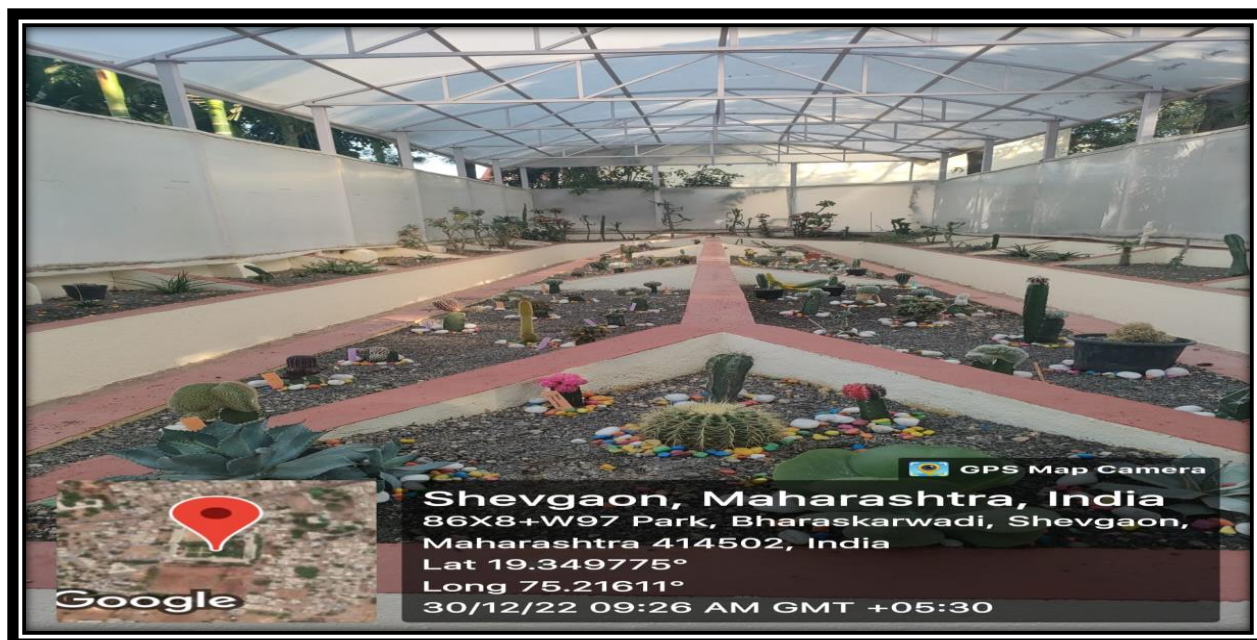 GPS Map Camera
Shevgaon, Maharashtra, India
86X8+W97 Park, Bharaskarwadi, Shevgaon,
Maharashtra 414502, India
Lat 19.349775°
Long 75.21611°
30/12/22 09:26 AM GMT +05:30
Google